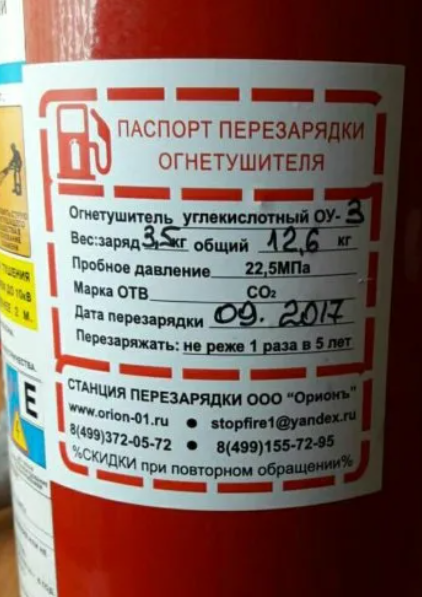 ПАСПОРТ ПЕРЕЗАРЯДКИ
ОГНЕТУШИТЕЛЯ
Огнетушитель углекислотный ОУ-3
Вес:заряд 3,5кг общий 12,6 кг
Пробное давление 22,5МПа
Марка ОТВ CO₂
Дата перезарядки 09. 2017
Перезаряжать: не реже 1 раза в 5 лет
СТАНЦИЯ ПЕРЕЗАРЯДКИ ООО "Орионъ"
www.orion-01.ru ● stopfire1@yandex.ru
8(499)372-05-72 ● 8(499)155-72-95
%СКИДКИ при повторном обращении%
E